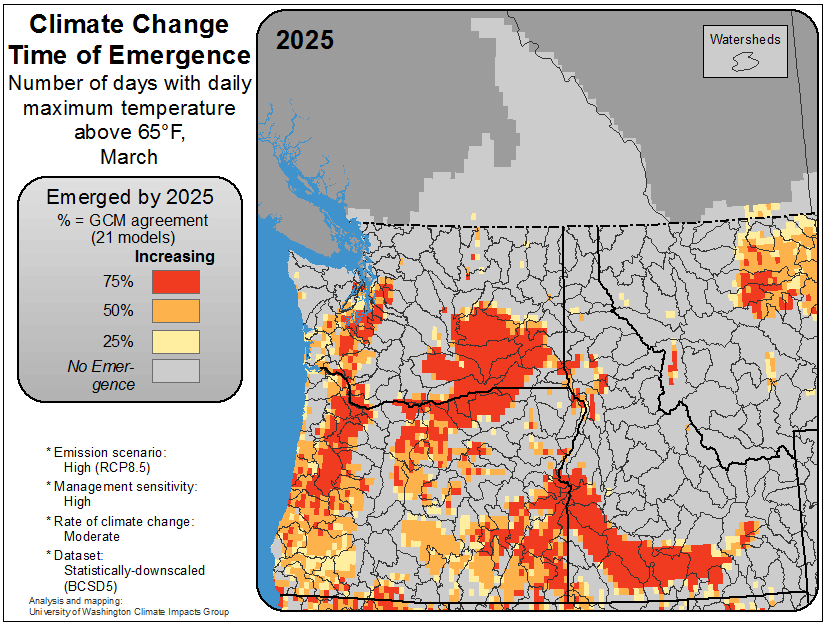 Climate Change
Time of Emergence
Number of days with daily
maximum temperature
above 65°F,
March
Emerged by 2025
% = GCM agreement
(21 models)
Increasing
75%
50%
25%
No Emer-
gence
* Emission scenario:
High (RCP8.5)
* Management sensitivity:
High
* Rate of climate change:
Moderate
* Dataset:
Statistically-downscaled
(BCSD5)
Analysis and mapping:
University of Washington Climate Impacts Group
2025
Watersheds